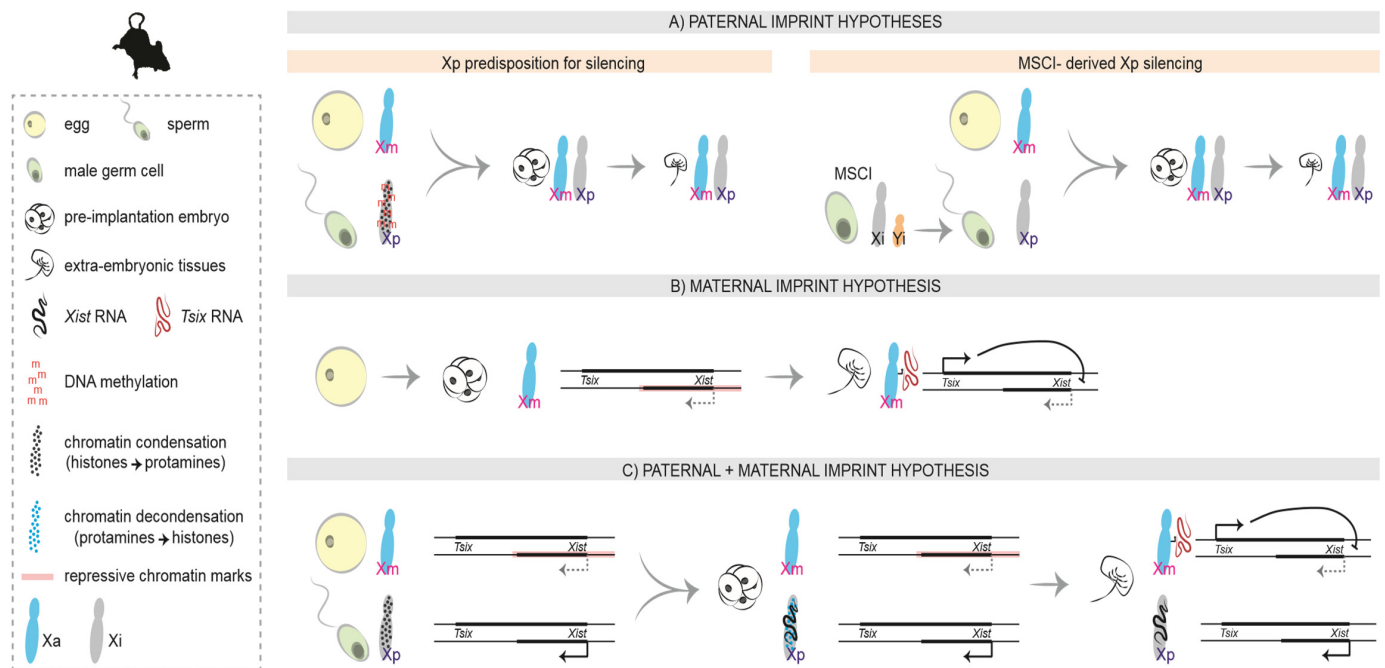 egg
sperm
male germ cell
pre-implantation embryo
extra-embryonic tissues
Xist RNA
Tsix RNA
m
m
m m
m
m m
DNA methylation
chromatin condensation
(histones → protamines)
chromatin decondensation
(protamines → histones)
repressive chromatin marks
Xa
Xi
A) PATERNAL IMPRINT HYPOTHESES
Xp predisposition for silencing
Xm
m
m m
m
m m
Xp
Xm Xp
Xm Xp
MSCI- derived Xp silencing
MSCI
Xi Yi
Xm
Xp
Xm Xp
Xm Xp
B) MATERNAL IMPRINT HYPOTHESIS
Xm
Tsix Xist
Xm
Tsix Xist
C) PATERNAL + MATERNAL IMPRINT HYPOTHESIS
Xm
Tsix Xist
Xp
Tsix Xist
Xm
Tsix Xist
Xp
Tsix Xist
Xm
Tsix Xist
Xp
Tsix Xist